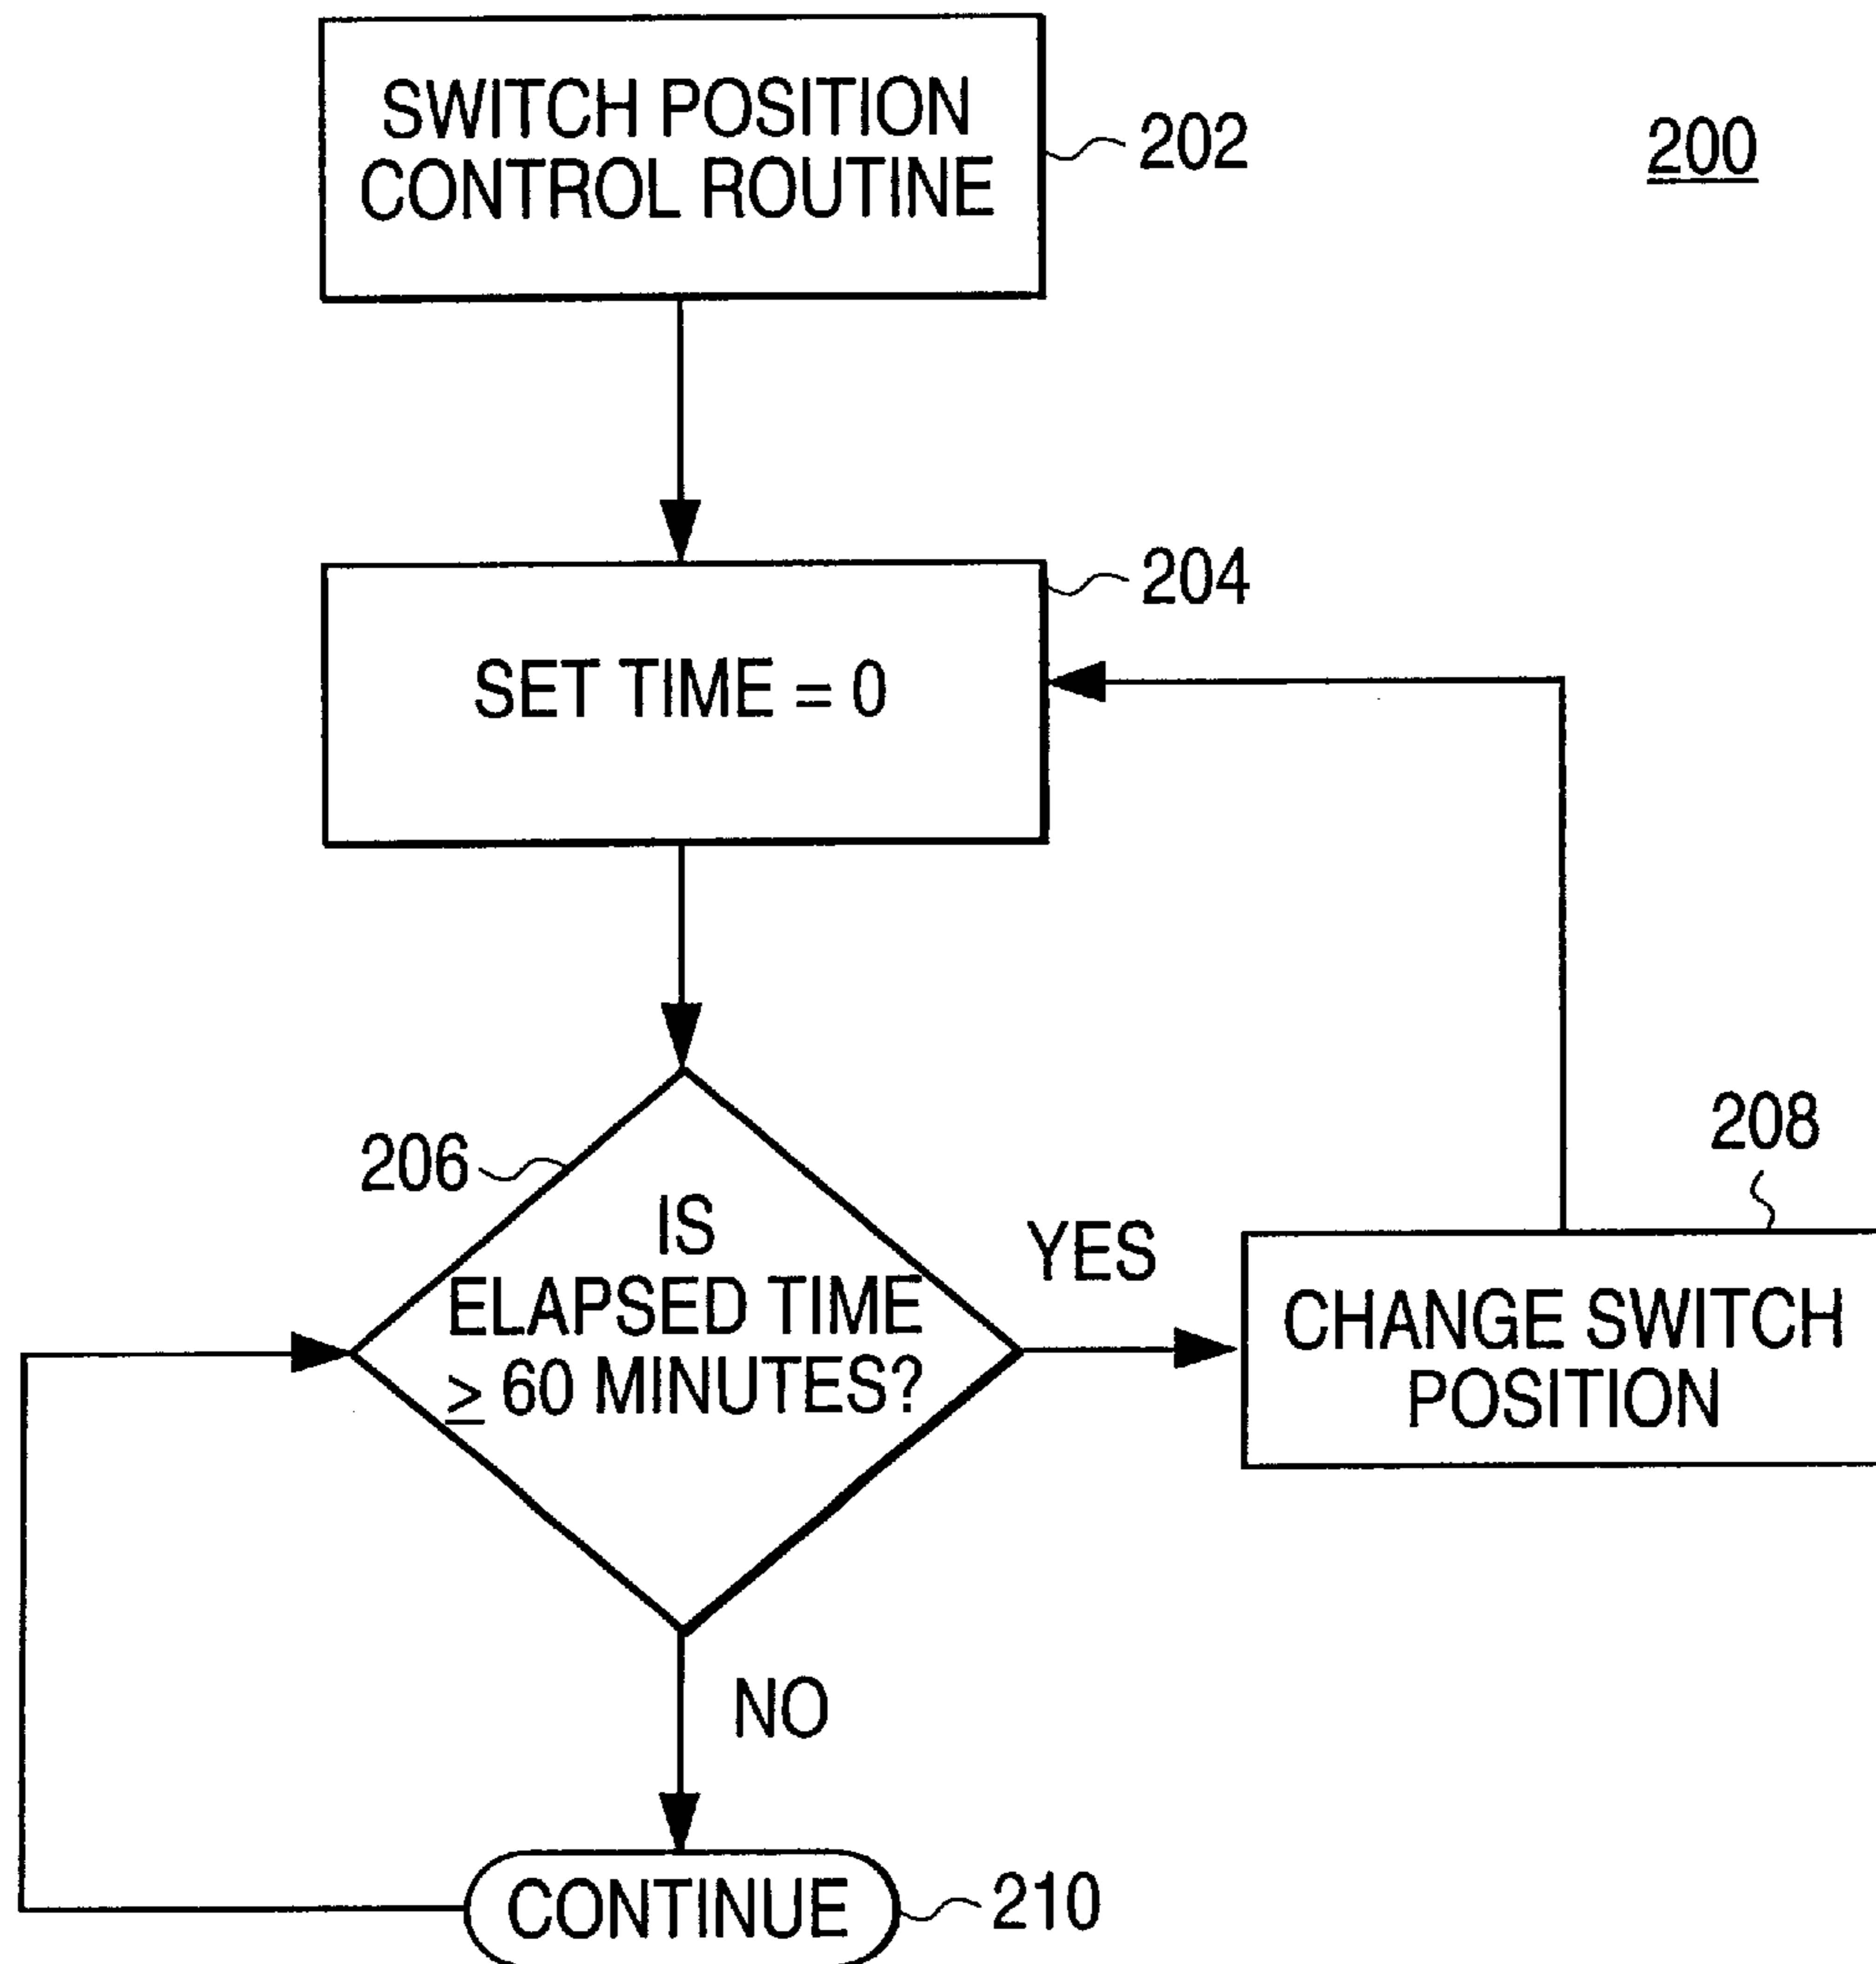 SWITCH POSITION
CONTROL ROUTINE
202
200
204
SET TIME = 0
206
IS
ELAPSED TIME
≥ 60 MINUTES?
YES
208
CHANGE SWITCH
POSITION
NO
CONTINUE
210